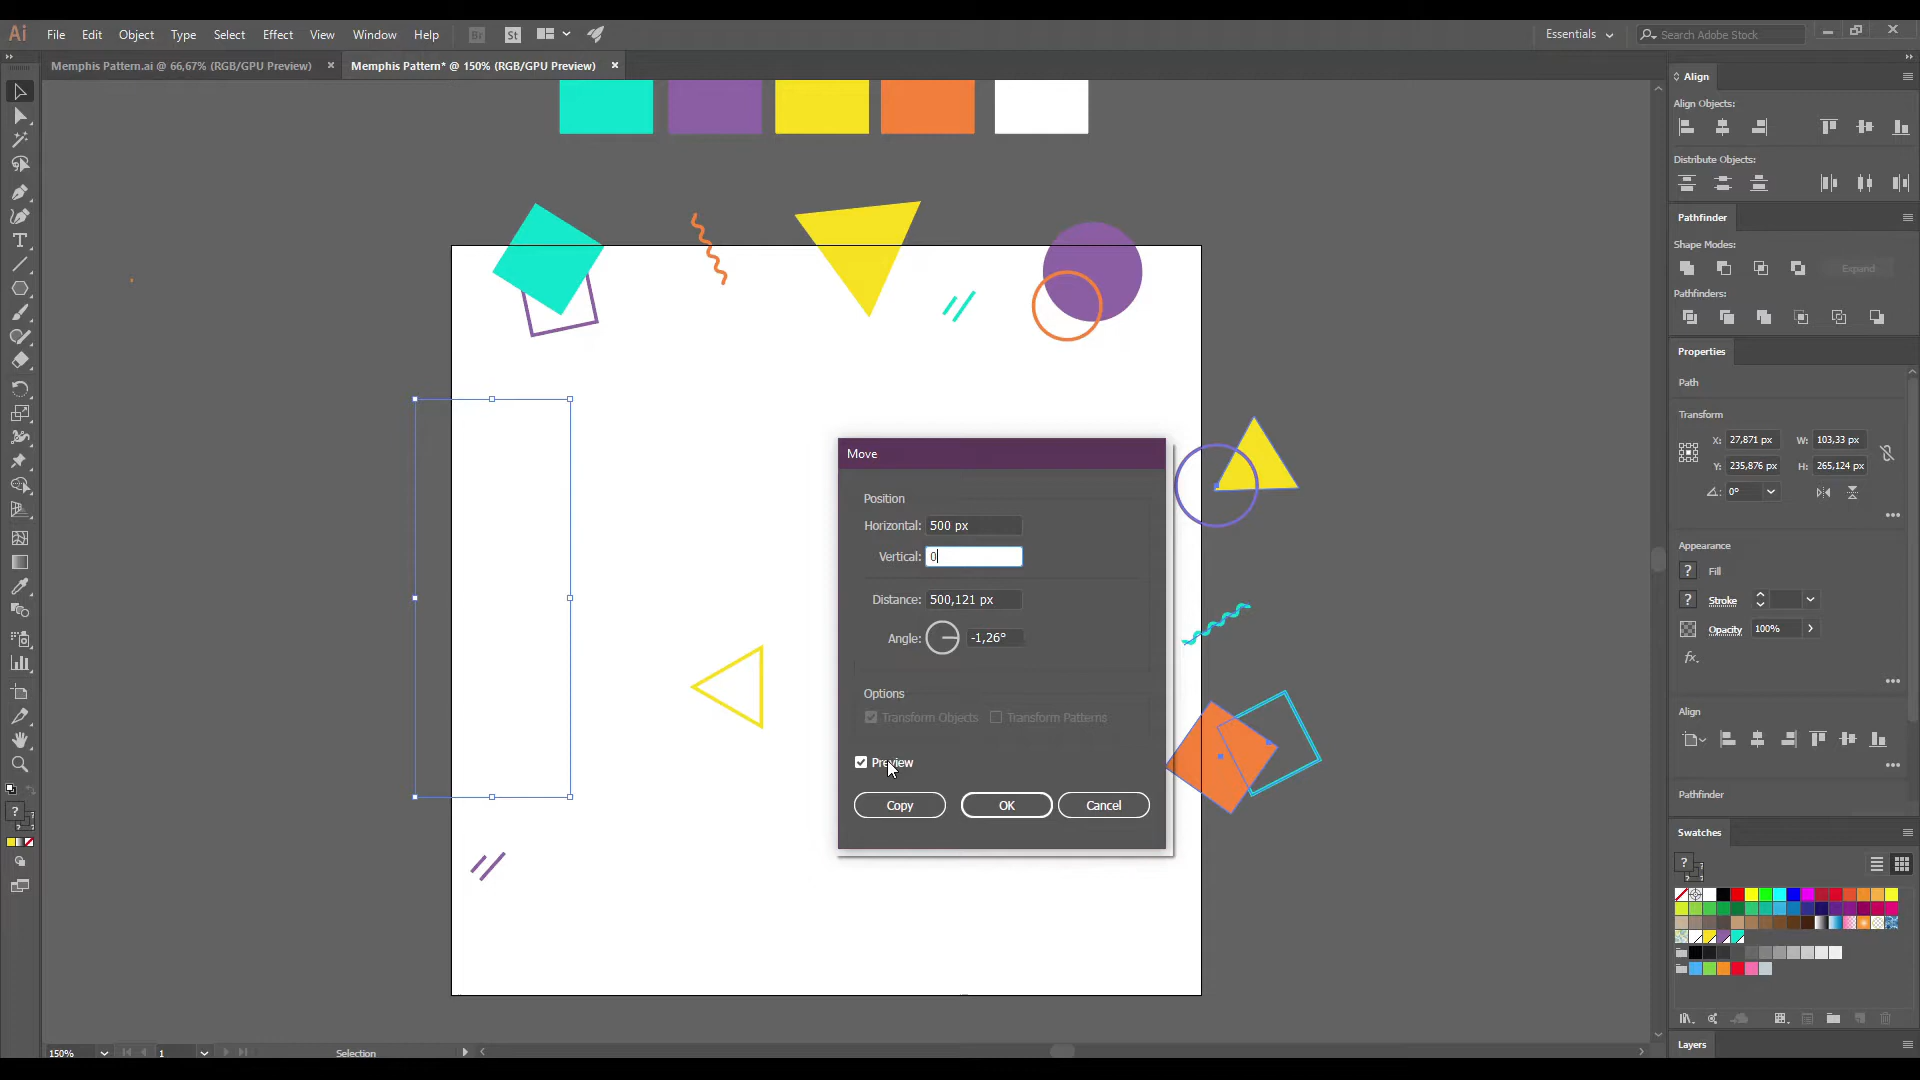 Ai File Edit Object Type Select Effect View Window Help Br St Essentials Search Adobe Stock
Memphis Pattern.ai @ 66,67% (RGB/GPU Preview) × Memphis Pattern* @ 150% (RGB/GPU Preview) ×
Align
Align Objects:
Distribute Objects:
Pathfinder
Shape Modes:
Expand
Pathfinders:
Properties
Path
Transform
X: 27,871 px W: 103,33 px
Y: 235,876 px H: 265,124 px
0°
Appearance
? Fill
? Stroke
Opacity 100%
fx.
Align
Pathfinder
Swatches
?
Layers
Move
Position
Horizontal: 500 px
Vertical: 0
Distance: 500,121 px
Angle: -1,26°
Options
Transform Objects Transform Patterns
Preview
Copy OK Cancel
?
150% 1 Selection